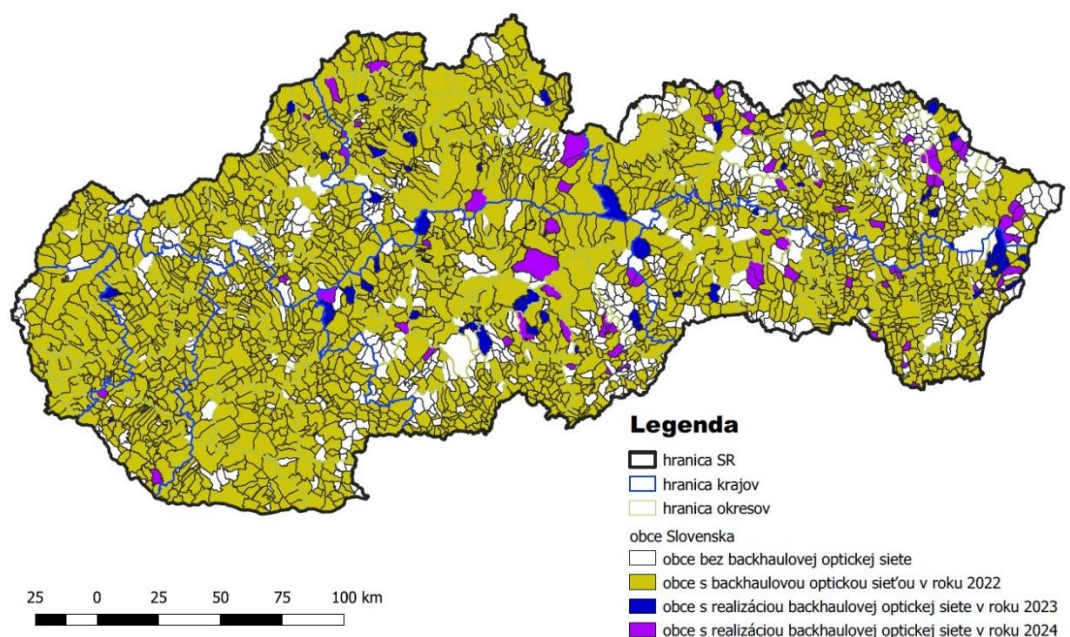 Legenda
hranica SR
hranica krajov
hranica okresov
obce Slovenska
obce bez backhaulovej optickej siete
obce s backhaulovou optickou sieťou v roku 2022
obce s realizáciou backhaulovej optickej siete v roku 2023
obce s realizáciou backhaulovej optickej siete v roku 2024
25 0 25 50 75 100 km